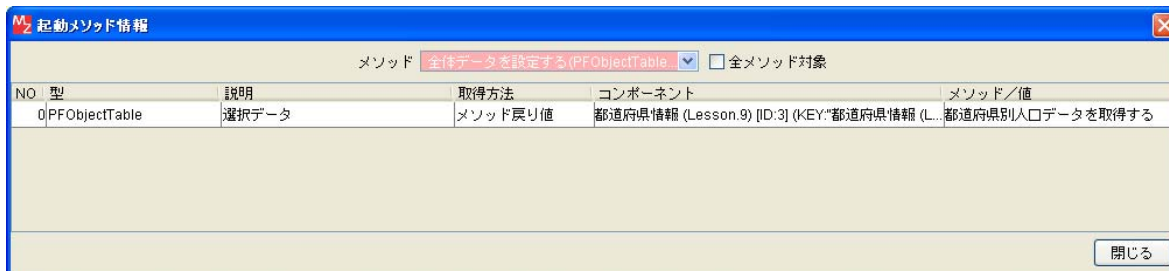 MZ 起動メソッド情報
メソッド 全体データを設定する(PFObjectTable... 全メソッド対象
NO 型 説明 取得方法 コンポーネント メソッド／値
0 PFObjectTable 選択データ メソッド戻り値 都道府県情報 (Lesson.9) [ID:3] (KEY:"都道府県情報 (L... 都道府県別人口データを取得する
閉じる